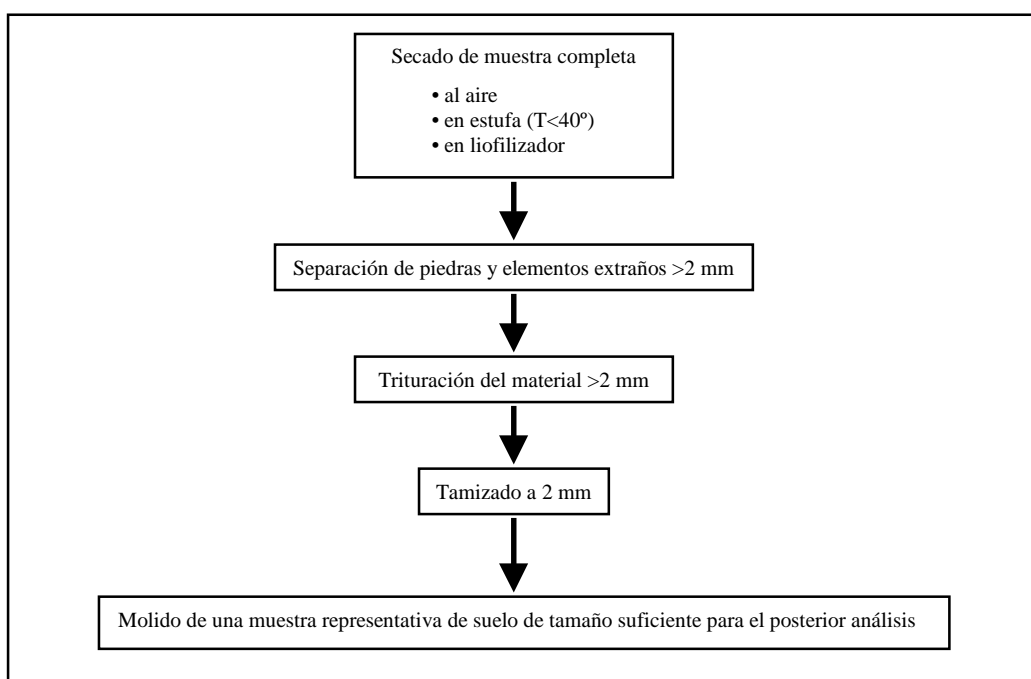 Secado de muestra completa
• al aire
• en estufa (T<40º)
• en liofilizador
Separación de piedras y elementos extraños >2 mm
Trituración del material >2 mm
Tamizado a 2 mm
Molido de una muestra representativa de suelo de tamaño suficiente para el posterior análisis